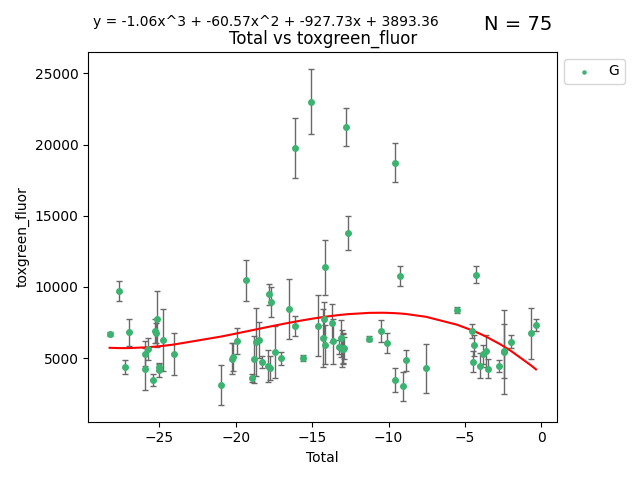 y = -1.06x^3 + -60.57x^2 + -927.73x + 3893.36
N = 75
Total vs toxgreen_fluor
G
25000
20000
15000
10000
5000
toxgreen_fluor
−25
−20
−15
−10
−5
0
Total